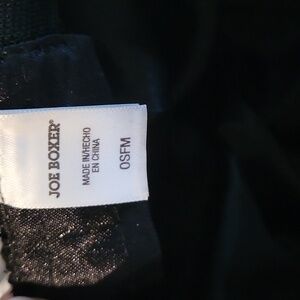 JOE BOXER®
MADE IN/HECHO
EN CHINA
OSFM